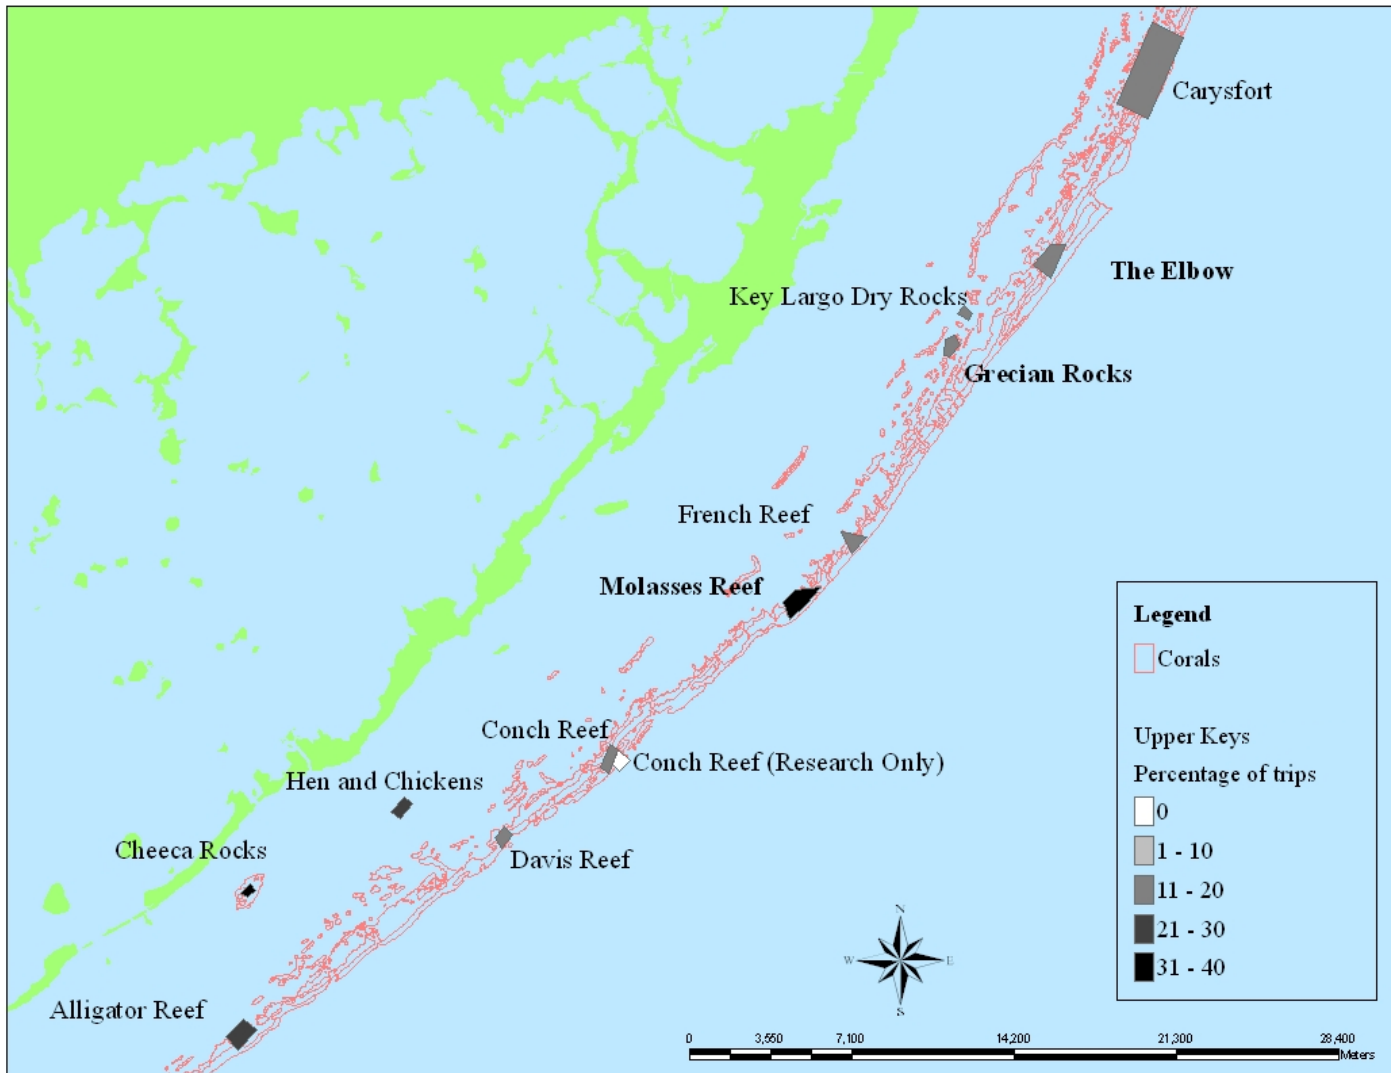 Carysfort
The Elbow
Key Largo Dry Rocks
Grecian Rocks
French Reef
Molasses Reef
Conch Reef
Conch Reef (Research Only)
Hen and Chickens
Davis Reef
Cheeca Rocks
Alligator Reef
Legend
Corals
Upper Keys
Percentage of trips
0
1 - 10
11 - 20
21 - 30
31 - 40
N
W E
S
0 3,550 7,100 14,200 21,300 28,400
Meters